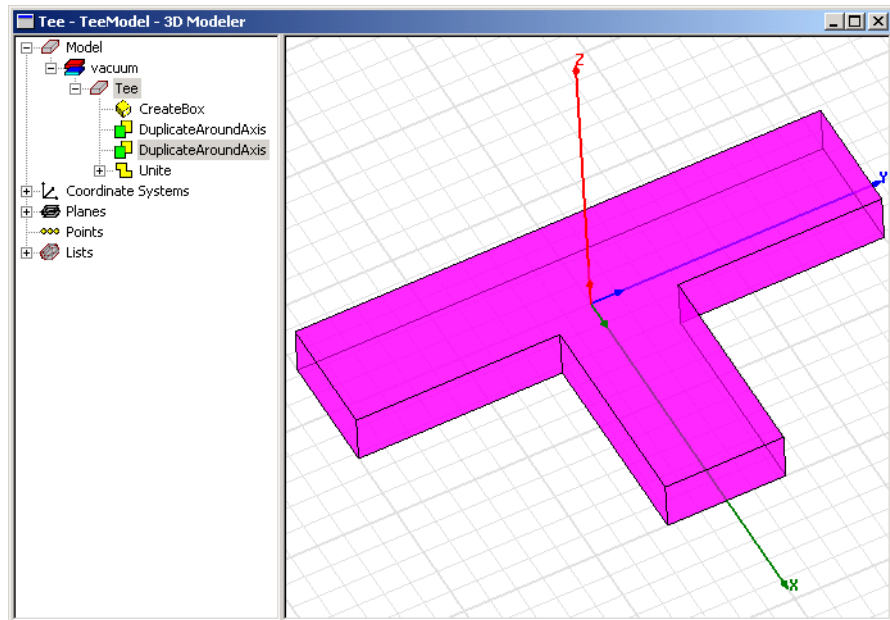 Tee - TeeModel - 3D Modeler
Model
vacuum
Tee
CreateBox
DuplicateAroundAxis
DuplicateAroundAxis
Unite
Coordinate Systems
Planes
Points
Lists
Z
Y
X